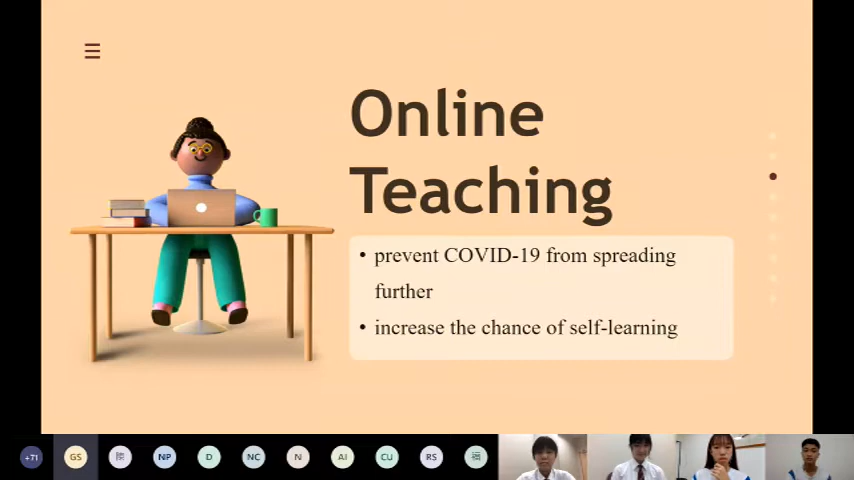 Online
Teaching
• prevent COVID-19 from spreading
further
• increase the chance of self-learning
+71
GS
陳
NP
D
NC
N
AI
CU
RS